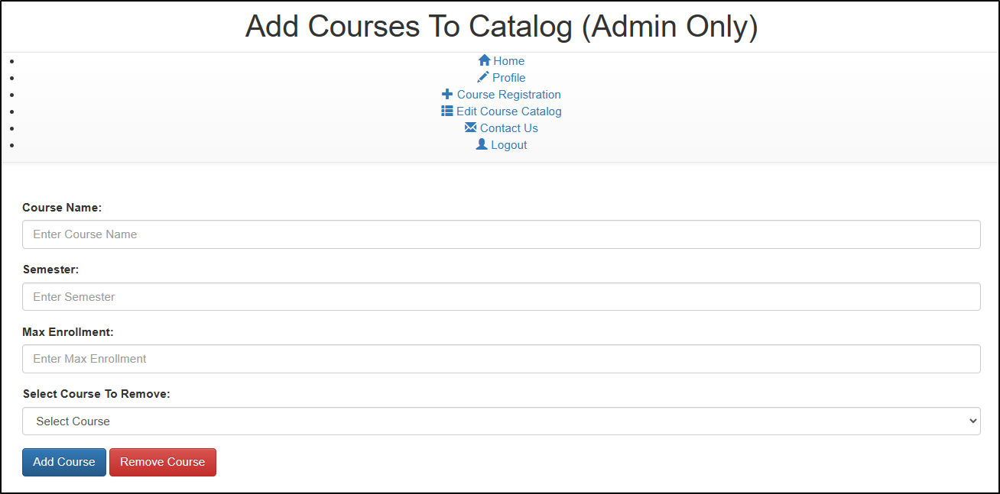 Add Courses To Catalog (Admin Only)
Home
Profile
Course Registration
Edit Course Catalog
Contact Us
Logout
Course Name:
Enter Course Name
Semester:
Enter Semester
Max Enrollment:
Enter Max Enrollment
Select Course To Remove:
Select Course
Add Course Remove Course